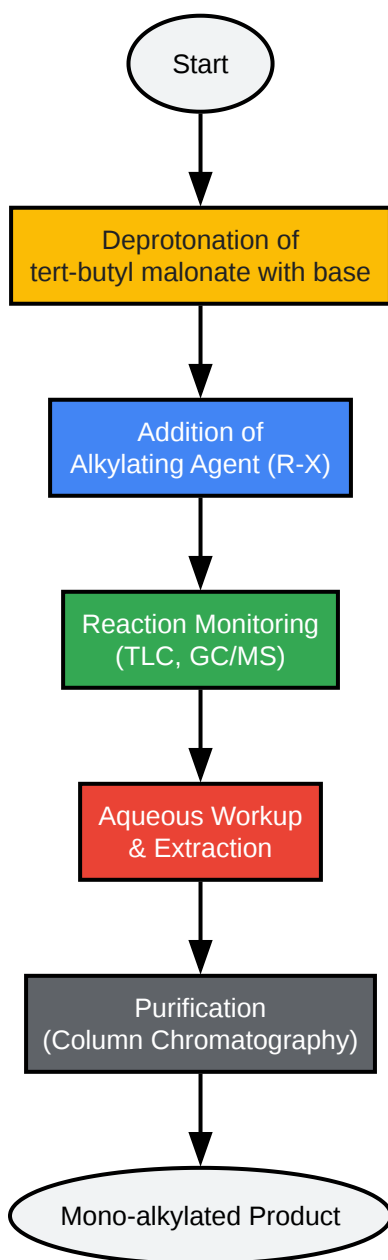 Start
Deprotonation of
tert-butyl malonate with base
Addition of
Alkylating Agent (R-X)
Reaction Monitoring
(TLC, GC/MS)
Aqueous Workup
& Extraction
Purification
(Column Chromatography)
Mono-alkylated Product